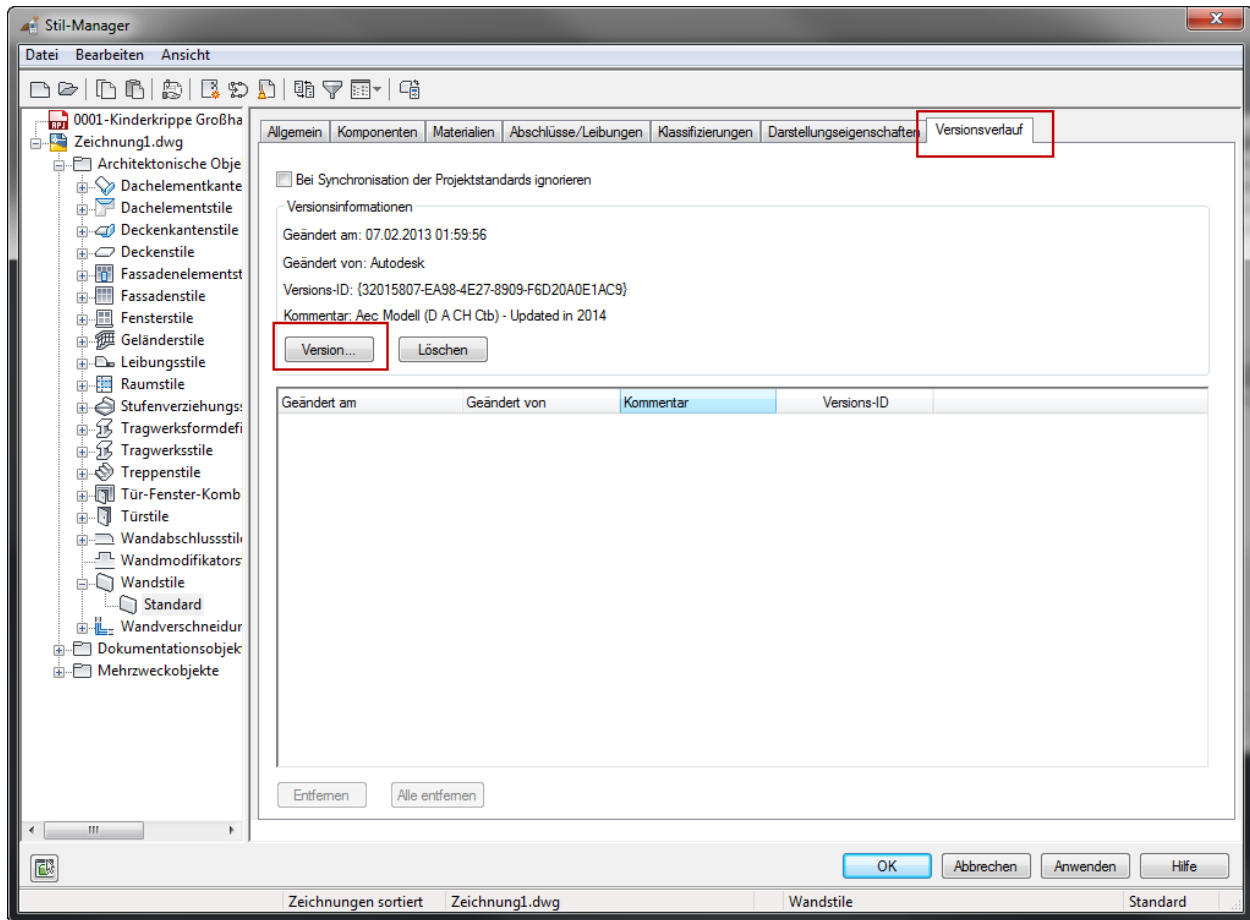 Stil-Manager
Datei Bearbeiten Ansicht
0001-Kinderkrippe Großha
Zeichnung1.dwg
Architektonische Obje
Dachelementkante
Dachelementstile
Deckenkantenstile
Deckenstile
Fassadenelementst
Fassadenstile
Fensterstile
Geländerstile
Leibungsstile
Raumstile
Stufenverziehungs
Tragwerksformdefi
Tragwerksstile
Treppenstile
Tür-Fenster-Komb
Türstile
Wandabschlussstil
Wandmodifikators
Wandstile
Standard
Wandverschneidur
Dokumentationsobjek
Mehrzweckobjekte
Allgemein Komponenten Materialien Abschlüsse/Leibungen Klassifizierungen Darstellungseigenschaften Versionsverlauf
Bei Synchronisation der Projektstandards ignorieren
Versionsinformationen
Geändert am: 07.02.2013 01:59:56
Geändert von: Autodesk
Versions-ID: {32015807-EA98-4E27-8909-F6D20A0E1AC9}
Kommentar: Aec Modell (D A CH Ctb) - Updated in 2014
Version... Löschen
Geändert am Geändert von Kommentar Versions-ID
Entfernen Alle entfernen
OK Abbrechen Anwenden Hilfe
Zeichnungen sortiert Zeichnung1.dwg Wandstile Standard